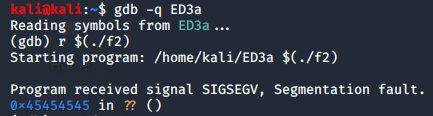 kali@kali:~$ gdb -q ED3a
Reading symbols from ED3a...
(gdb) r $(./f2)
Starting program: /home/kali/ED3a $(./f2)
Program received signal SIGSEGV, Segmentation fault.
0x45454545 in ?? ()